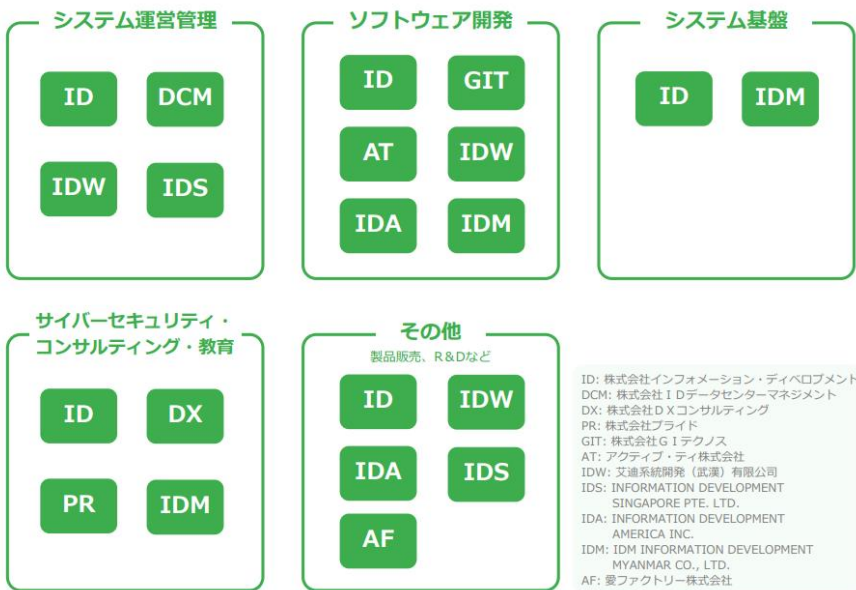 システム運営管理
ID DCM
IDW IDS
ソフトウェア開発
ID GIT
AT IDW
IDA IDM
システム基盤
ID IDM
サイバーセキュリティ・
コンサルティング・教育
ID DX
PR IDM
その他
製品販売、R&Dなど
ID IDW
IDA IDS
AF
ID: 株式会社インフォメーション・ディベロプメント
DCM: 株式会社ＩＤデータセンターマネジメント
DX: 株式会社ＤＸコンサルティング
PR: 株式会社プライド
GIT: 株式会社ＧＩテクノス
AT: アクティブ・ティ株式会社
IDW: 艾迪系統開発（武漢）有限公司
IDS: INFORMATION DEVELOPMENT
SINGAPORE PTE. LTD.
IDA: INFORMATION DEVELOPMENT
AMERICA INC.
IDM: IDM INFORMATION DEVELOPMENT
MYANMAR CO., LTD.
AF: 愛ファクトリー株式会社